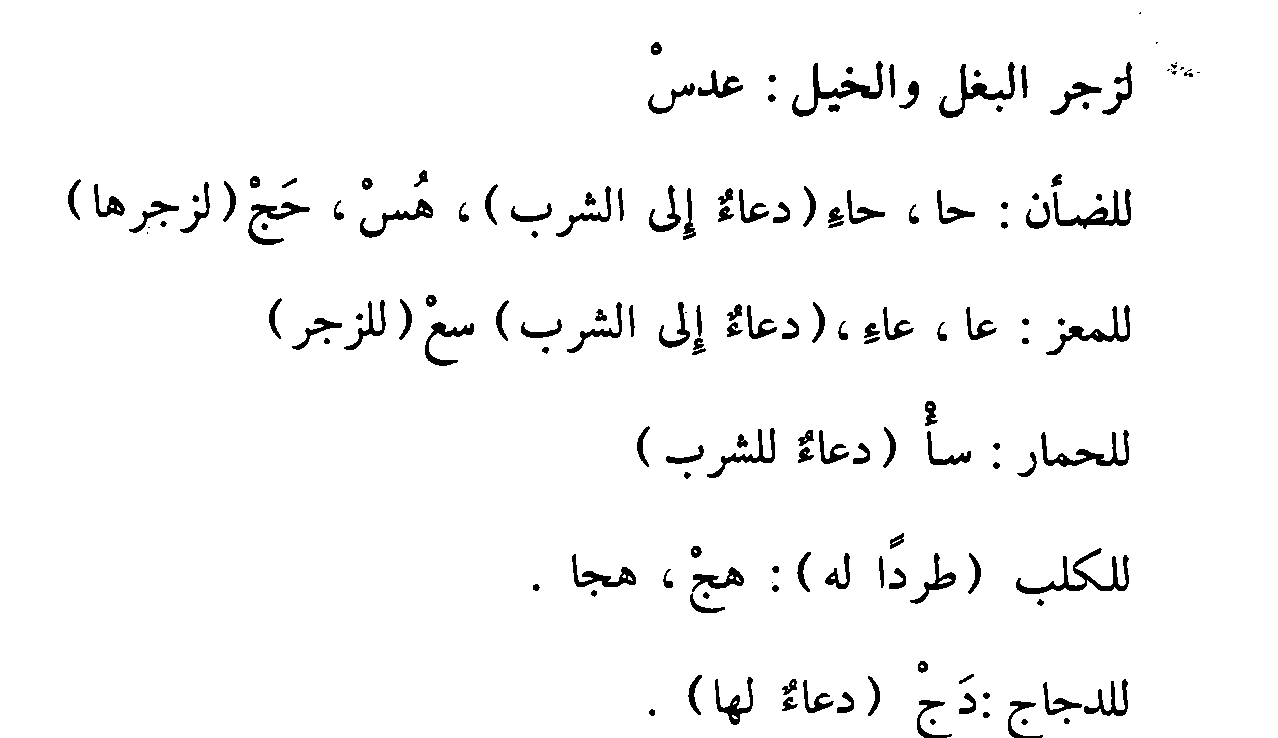 لزجر البغل والخيل : عدسْ
للضأن : حا ، حاءٍ (دعاءٌ إلى الشرب) ، هُسْ ، حَجْ (لزجرها)
للمعز : عا ، عاءٍ ، (دعاءٌ إلى الشرب) سعْ (للزجر)
للحمار : سأْ (دعاءٌ للشرب)
للكلب (طردًا له) : هجْ ، هجا .
للدجاج : دَجْ (دعاءٌ لها) .